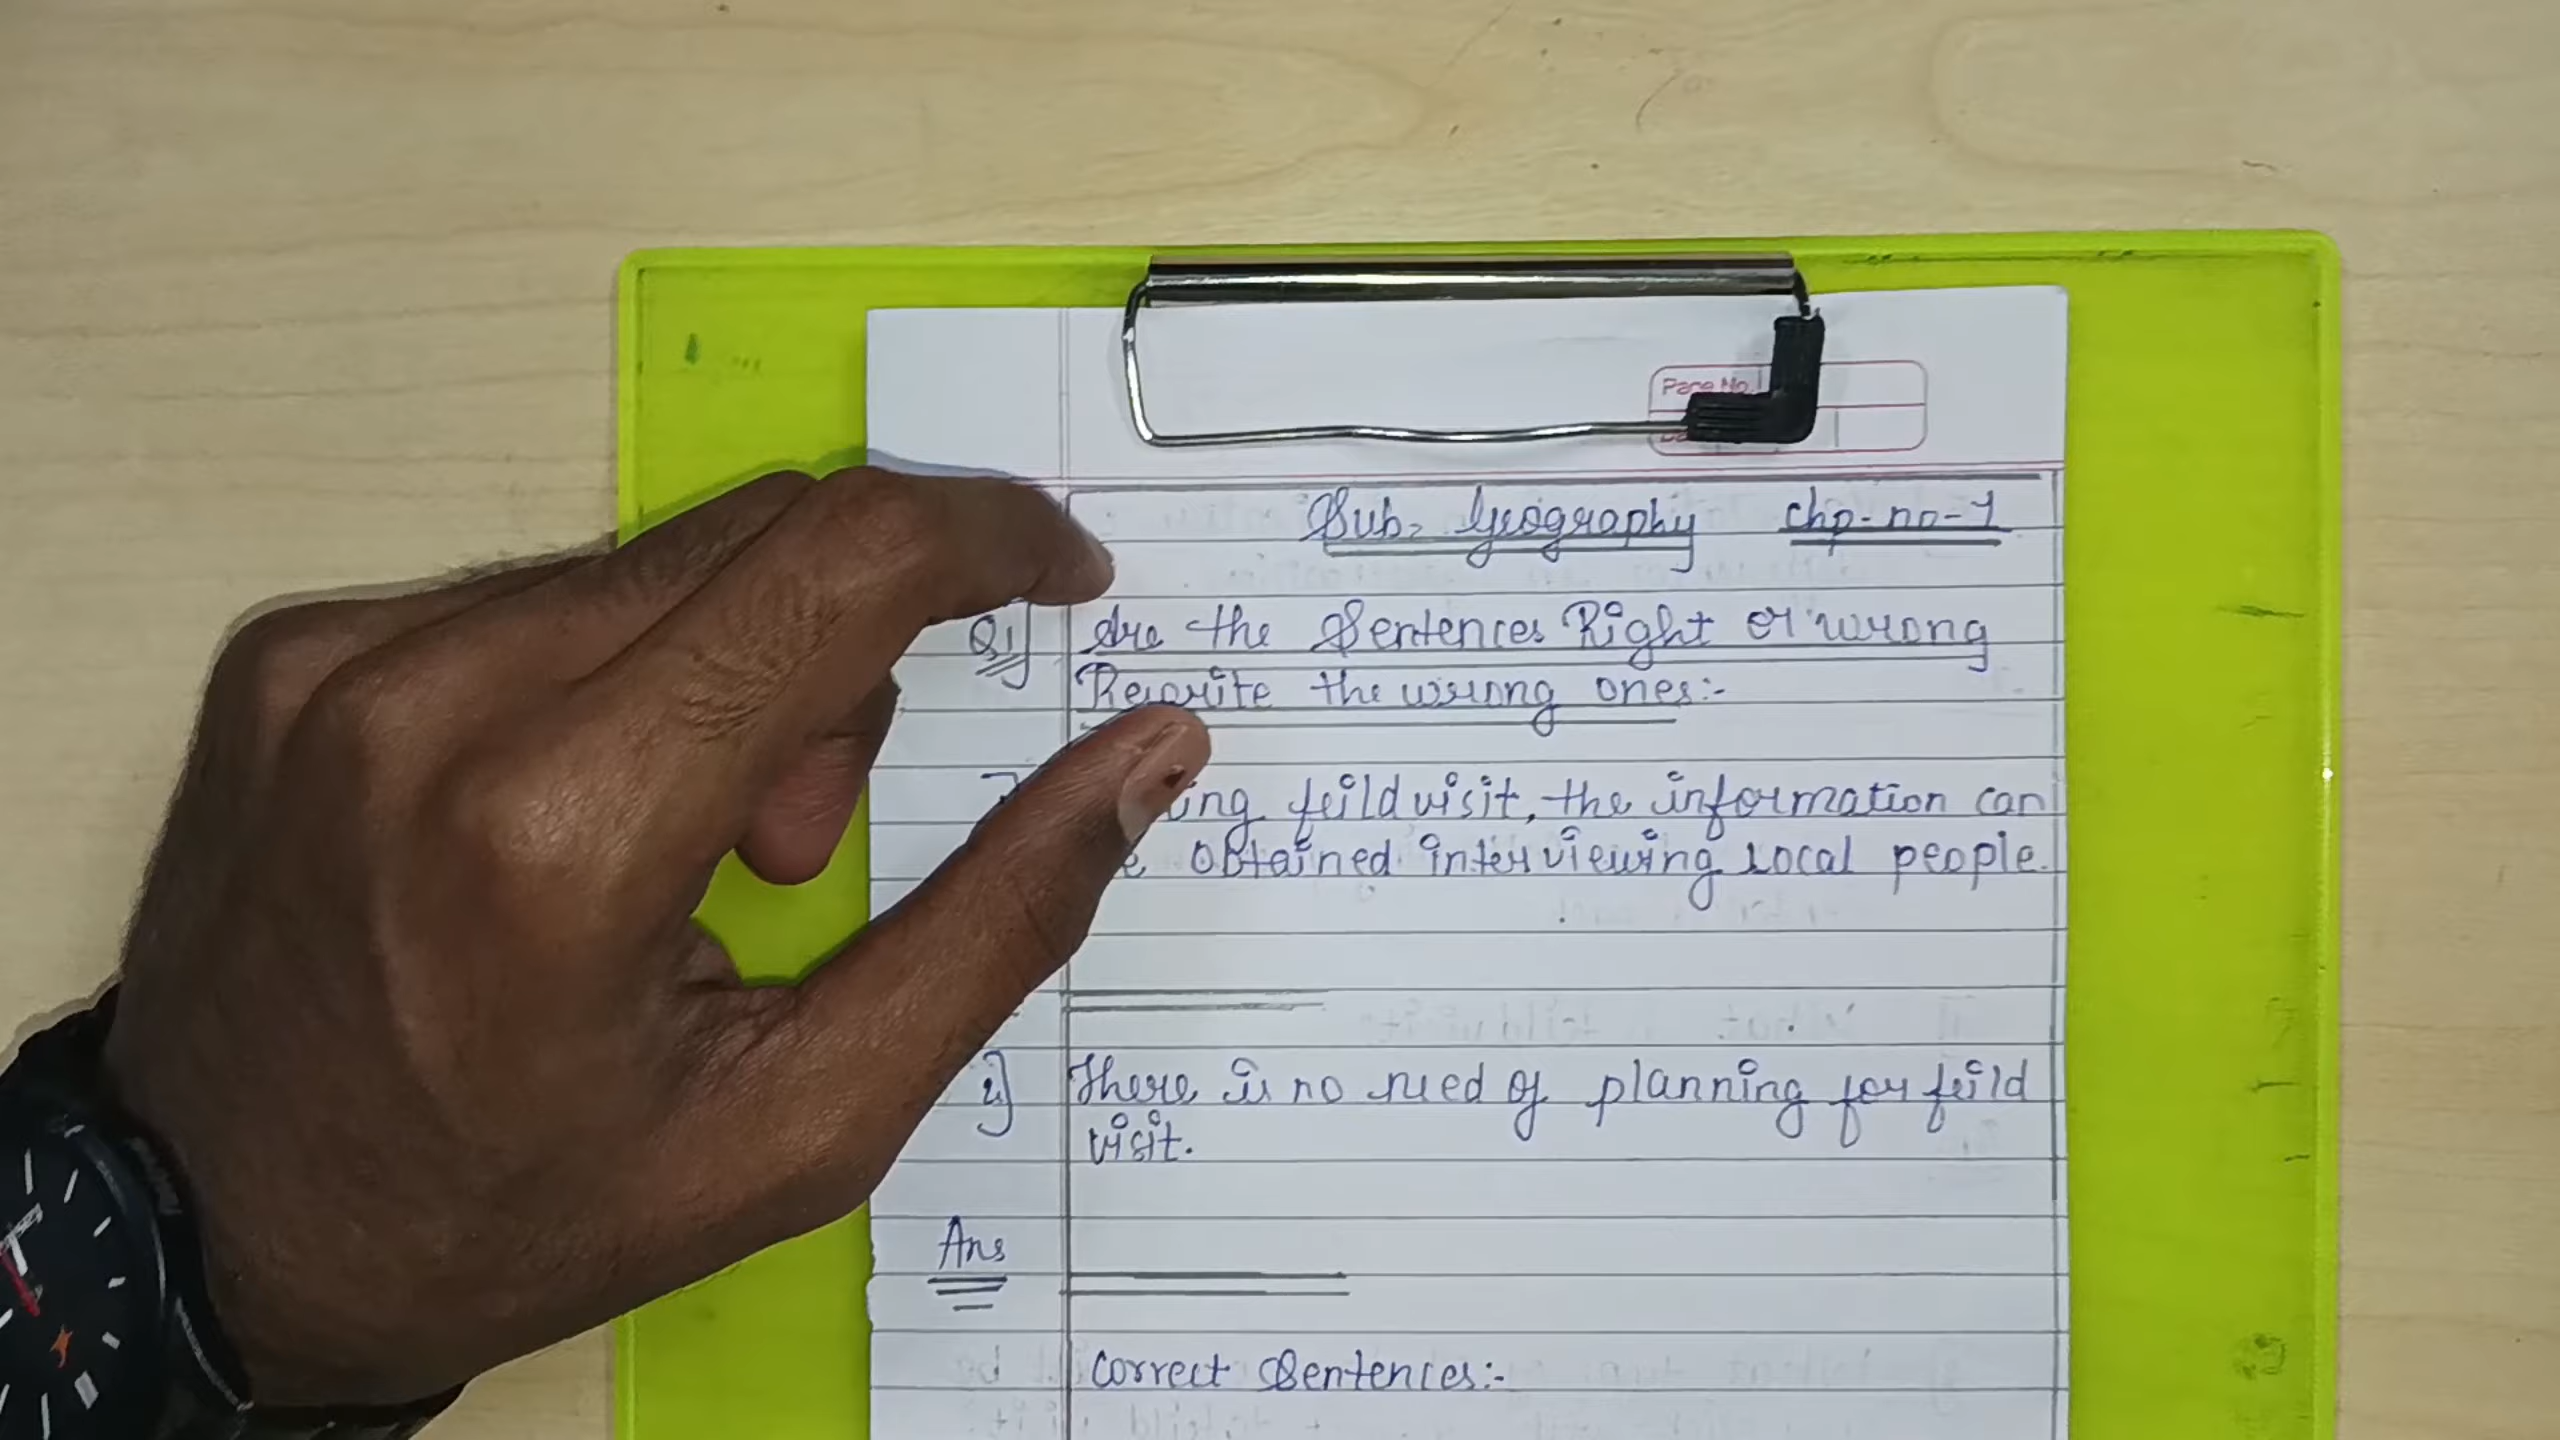 Page No.
Sub= Geography chp-no-1
Q1] Are the Sentences Right or wrong
Rewrite the wrong ones:-
feild visit, the information can
obtained interviewing local people.
ii] There is no need of planning for feild
visit.
Ans
correct Sentences:-